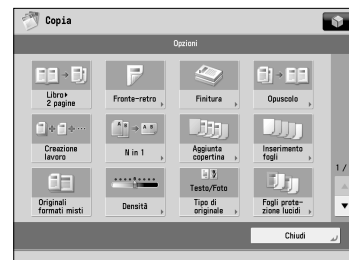 Copia
Opzioni
Libro▸
2 pagine
Fronte-retro
Finitura
Opuscolo
Creazione
lavoro
A B
A B
N in 1
Aggiunta
copertina
Inserimento
fogli
1 /
Originali
formati misti
Densità
Testo/Foto
Tipo di
originale
Fogli prote-
zione lucidi
Chiudi